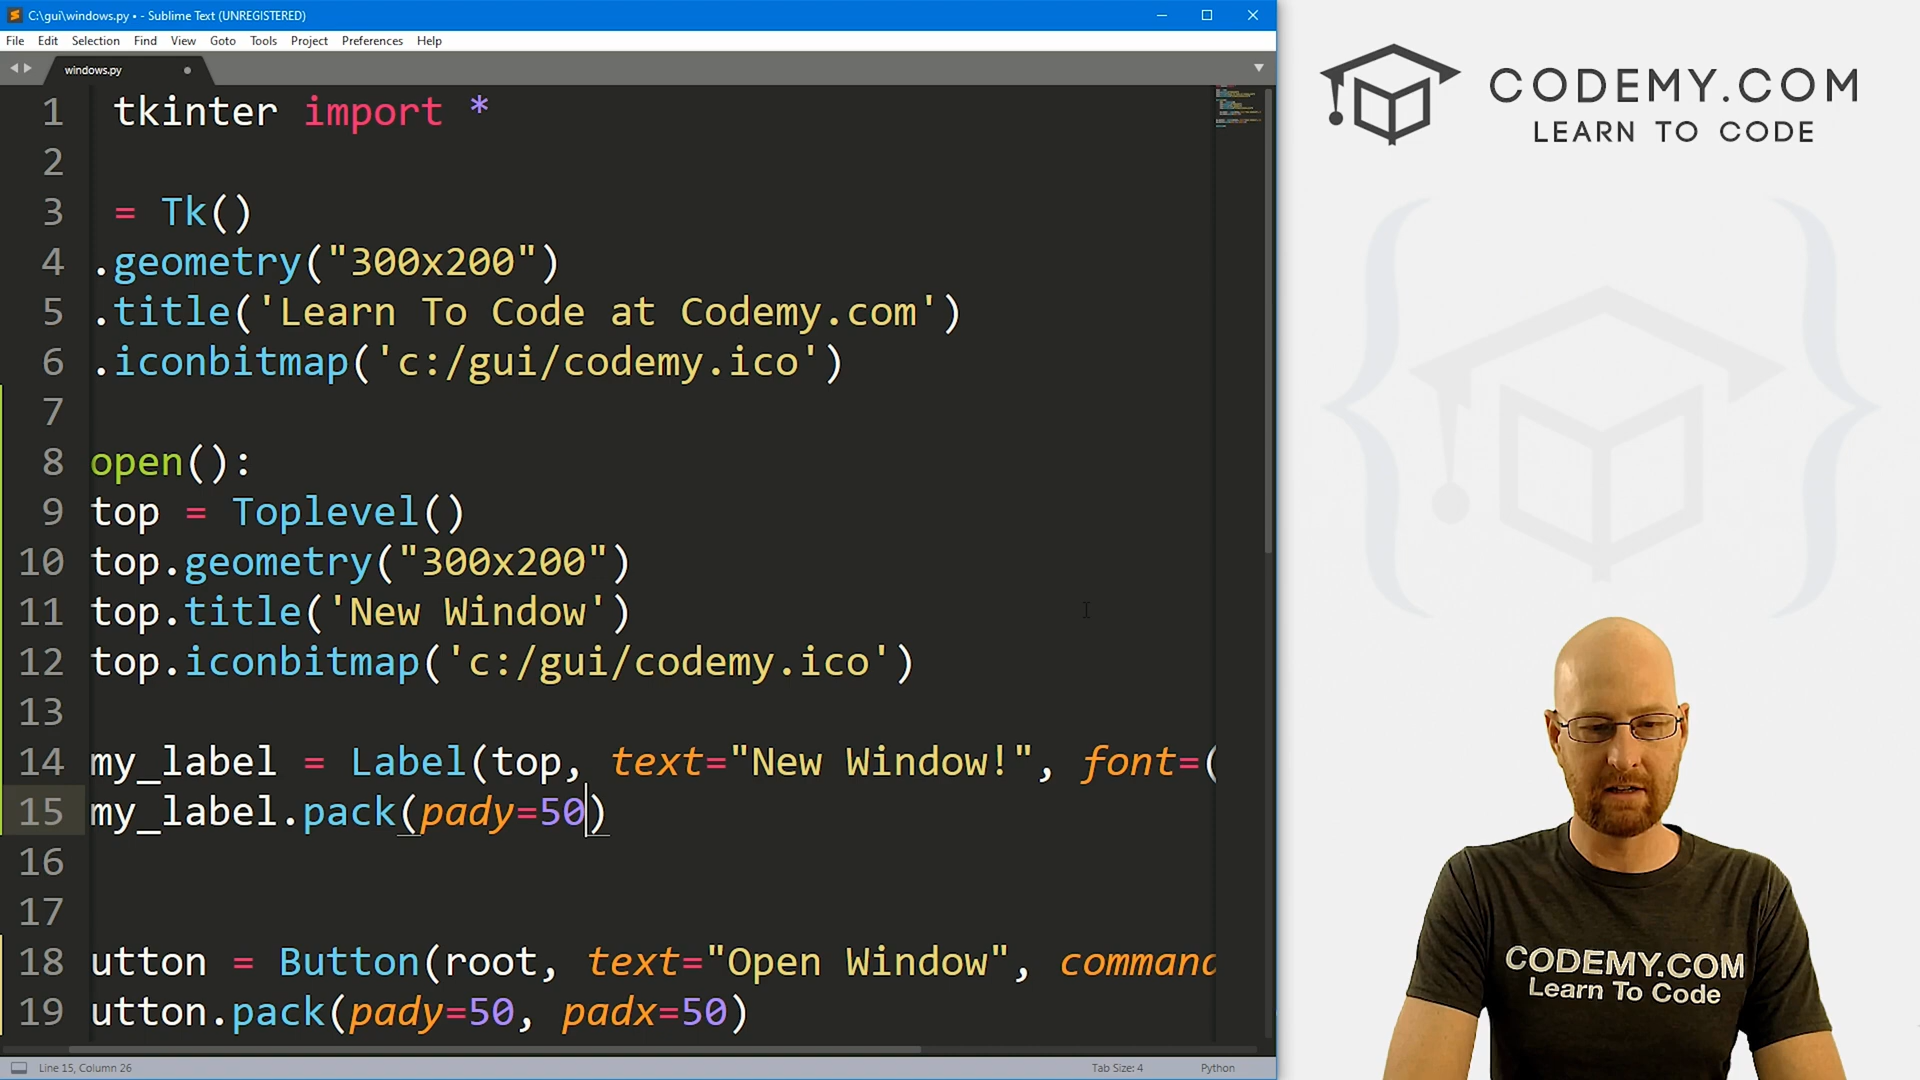 C:\gui\windows.py • - Sublime Text (UNREGISTERED)
File Edit Selection Find View Goto Tools Project Preferences Help
windows.py
1 tkinter import *
2
3 = Tk()
4 .geometry("300x200")
5 .title('Learn To Code at Codemy.com')
6 .iconbitmap('c:/gui/codemy.ico')
7
8 open():
9 top = Toplevel()
10 top.geometry("300x200")
11 top.title('New Window')
12 top.iconbitmap('c:/gui/codemy.ico')
13
14 my_label = Label(top, text="New Window!", font=(
15 my_label.pack(pady=50)
16
17
18 utton = Button(root, text="Open Window", command
19 utton.pack(pady=50, padx=50)
Line 15, Column 26
Tab Size: 4
Python
CODEMY.COM
LEARN TO CODE
CODEMY.COM
Learn To Code